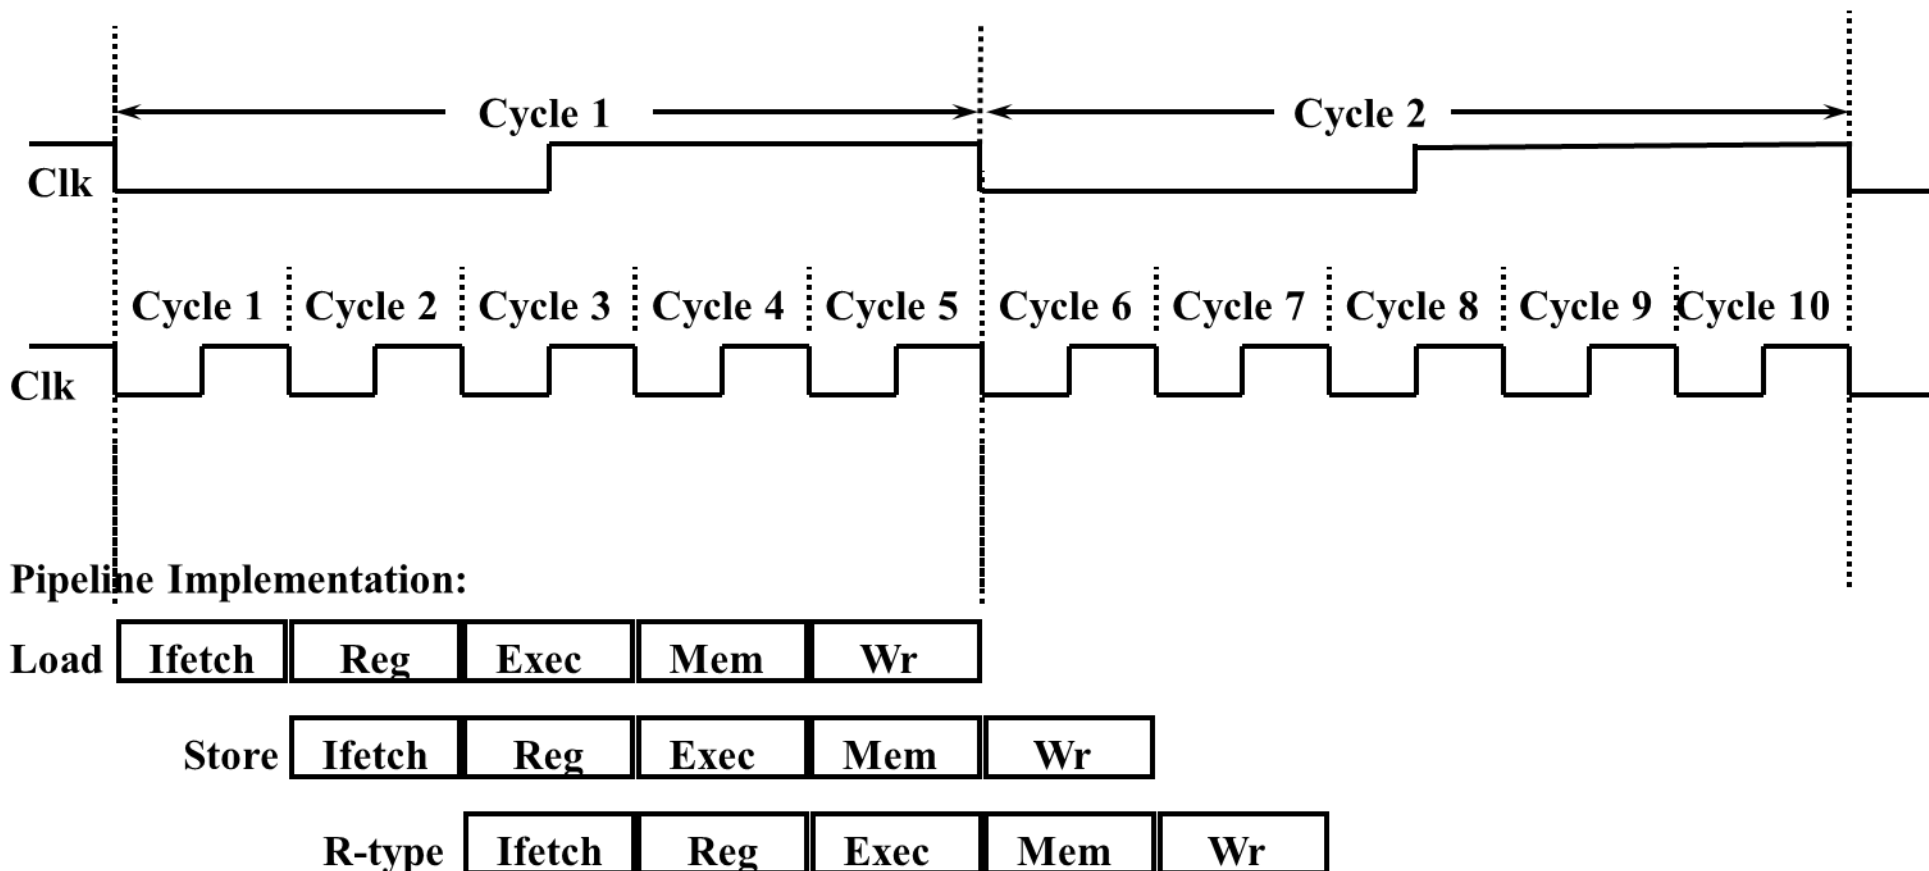 Cycle 1 Cycle 2
Clk
Cycle 1 Cycle 2 Cycle 3 Cycle 4 Cycle 5 Cycle 6 Cycle 7 Cycle 8 Cycle 9 Cycle 10
Clk
Pipeline Implementation:
Load Ifetch Reg Exec Mem Wr
Store Ifetch Reg Exec Mem Wr
R-type Ifetch Reg Exec Mem Wr